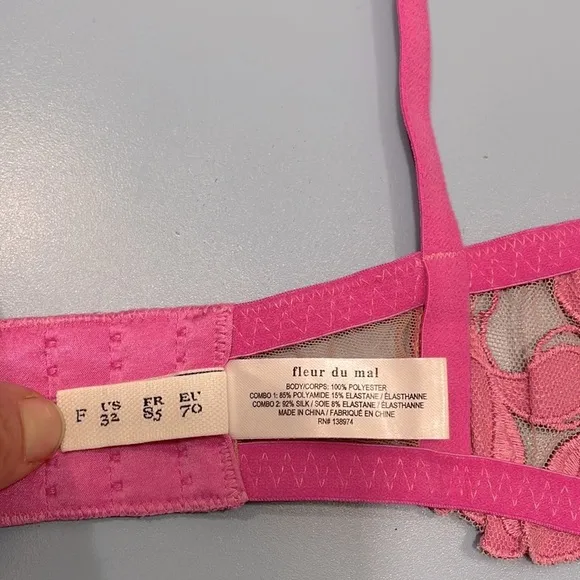 F US FR EU
32 85 70
fleur du mal
BODY/CORPS: 100% POLYESTER
COMBO 1: 85% POLYAMIDE 15% ELASTANE / ÉLASTHANNE
COMBO 2: 92% SILK / SOIE 8% ELASTANE / ÉLASTHANNE
MADE IN CHINA / FABRIQUÉ EN CHINE
RN# 138974